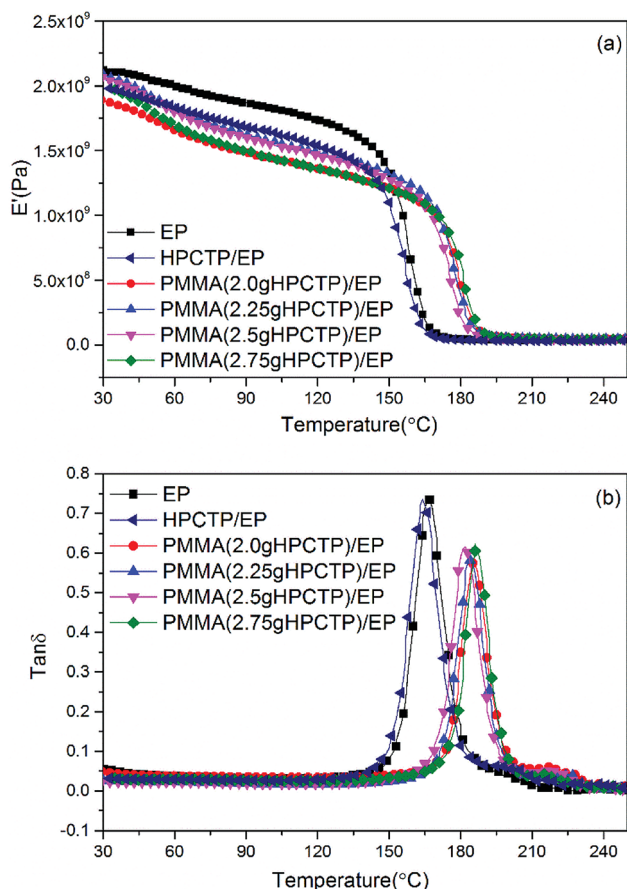 (a)
2.5x10⁹
2.0x10⁹
1.5x10⁹
1.0x10⁹
5.0x10⁸
0.0
E'(Pa)
EP
HPCTP/EP
PMMA(2.0gHPCTP)/EP
PMMA(2.25gHPCTP)/EP
PMMA(2.5gHPCTP)/EP
PMMA(2.75gHPCTP)/EP
30 60 90 120 150 180 210 240
Temperature(°C)
(b)
0.8
0.7
0.6
0.5
0.4
0.3
0.2
0.1
0.0
-0.1
Tanδ
EP
HPCTP/EP
PMMA(2.0gHPCTP)/EP
PMMA(2.25gHPCTP)/EP
PMMA(2.5gHPCTP)/EP
PMMA(2.75gHPCTP)/EP
30 60 90 120 150 180 210 240
Temperature(°C)